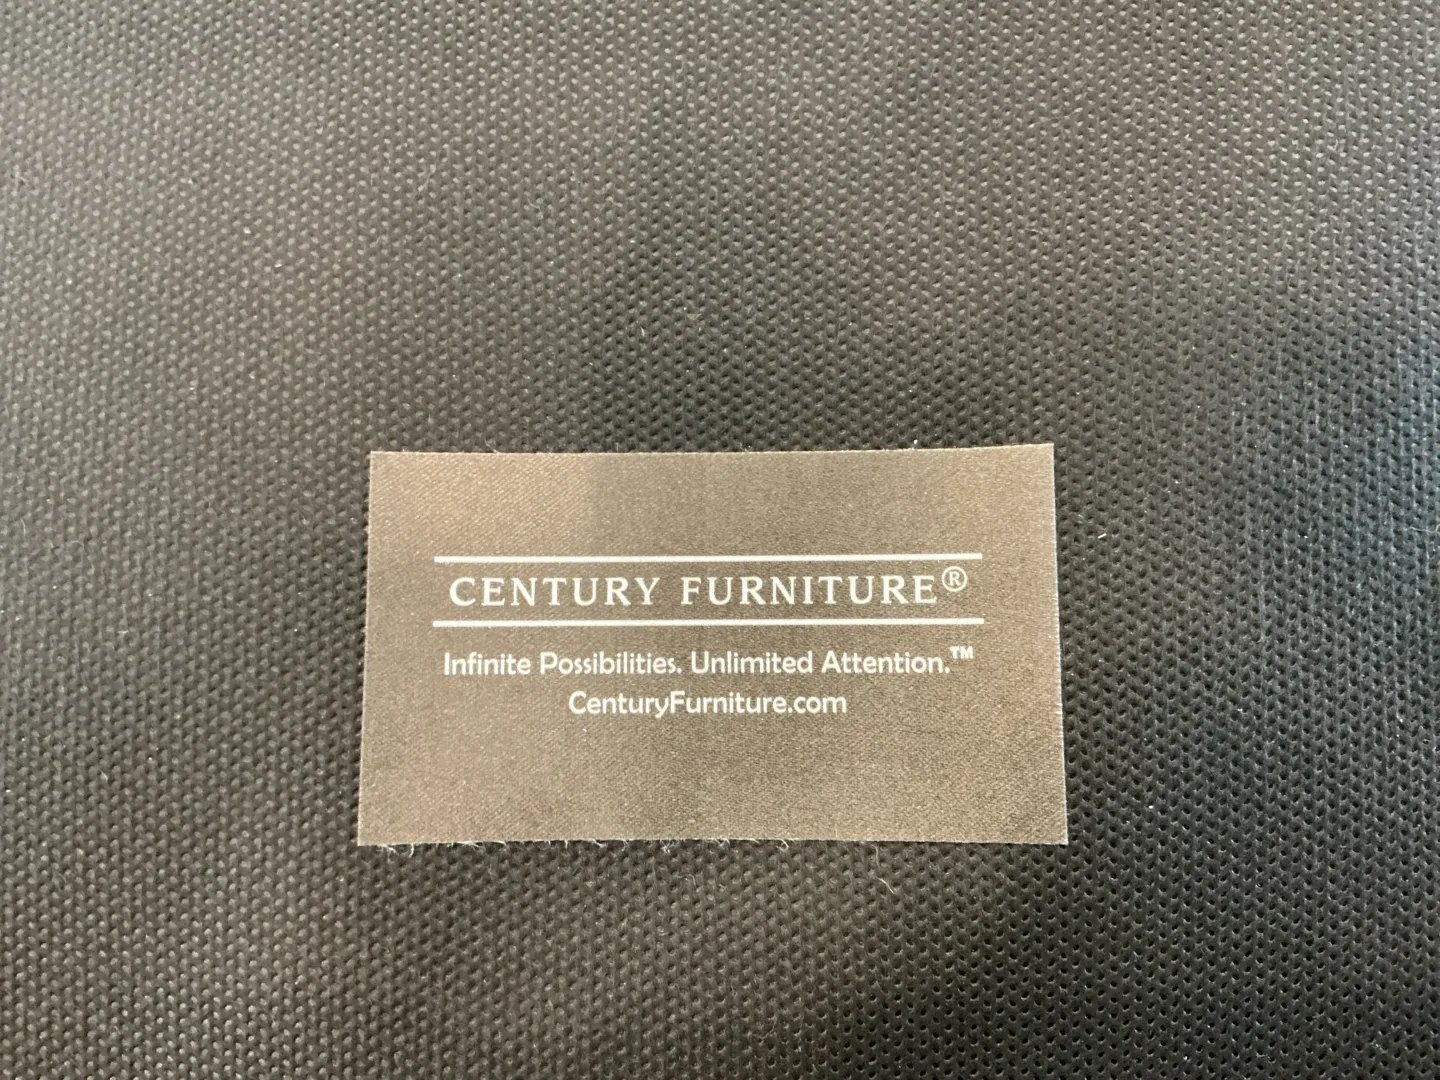 CENTURY FURNITURE®
Infinite Possibilities. Unlimited Attention.™
CenturyFurniture.com